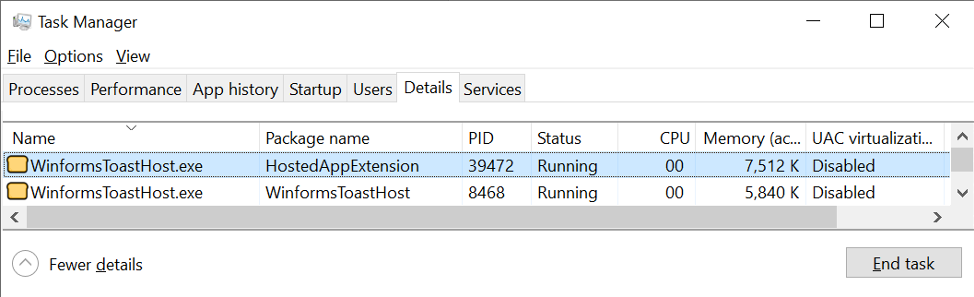 Task Manager
File Options View
Processes Performance App history Startup Users Details Services
Name Package name PID Status CPU Memory (ac... UAC virtualizati...
WinformsToastHost.exe HostedAppExtension 39472 Running 00 7,512 K Disabled
WinformsToastHost.exe WinformsToastHost 8468 Running 00 5,840 K Disabled
Fewer details End task